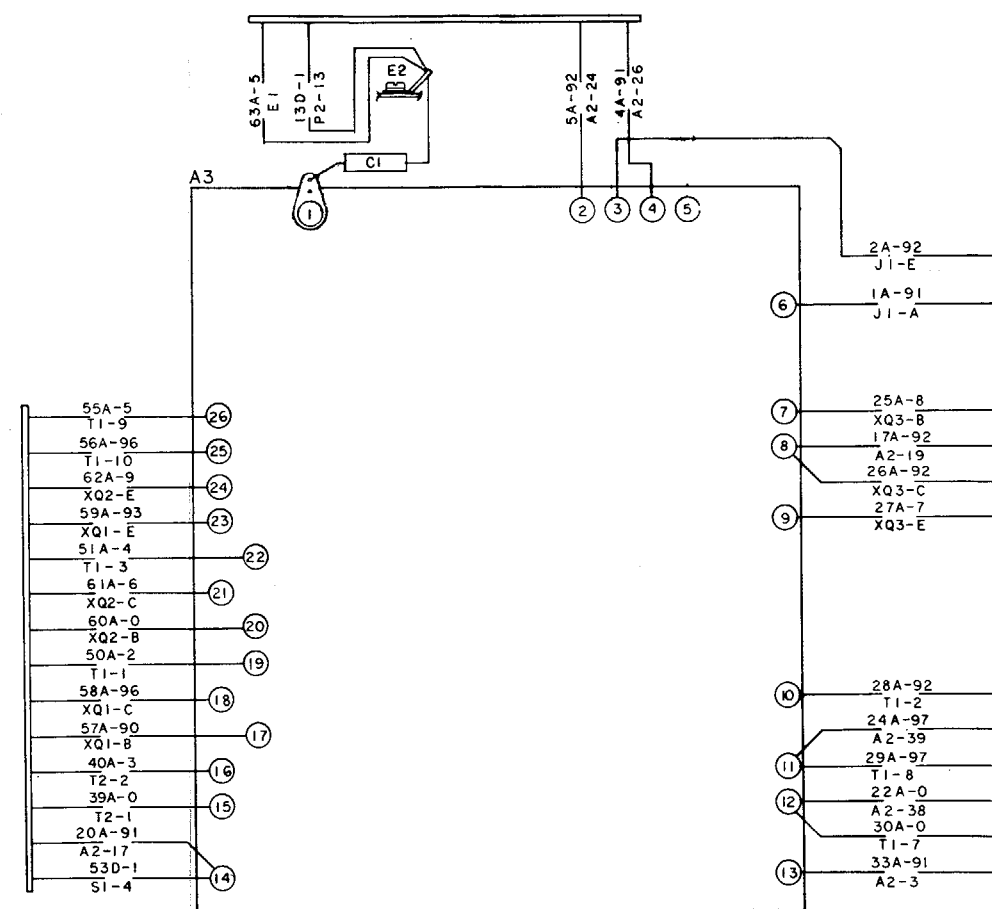 63A-5
E1
13D-1
P2-13
E2
5A-92
A2-24
4A-91
A2-26
C1
A3
1
2
3
4
5
2A-92
J1-E
6
1A-91
J1-A
7
25A-8
XQ3-B
8
17A-92
A2-19
26A-92
XQ3-C
9
27A-7
XQ3-E
10
28A-92
T1-2
24A-97
A2-39
11
29A-97
T1-8
12
22A-0
A2-38
30A-0
T1-7
13
33A-91
A2-3
55A-5
T1-9
26
56A-96
T1-10
25
62A-9
XQ2-E
24
59A-93
XQ1-E
23
51A-4
T1-3
22
61A-6
XQ2-C
21
60A-0
XQ2-B
20
50A-2
T1-1
19
58A-96
XQ1-C
18
57A-90
XQ1-B
17
40A-3
T2-2
16
39A-0
T2-1
15
20A-91
A2-17
53D-1
S1-4
14